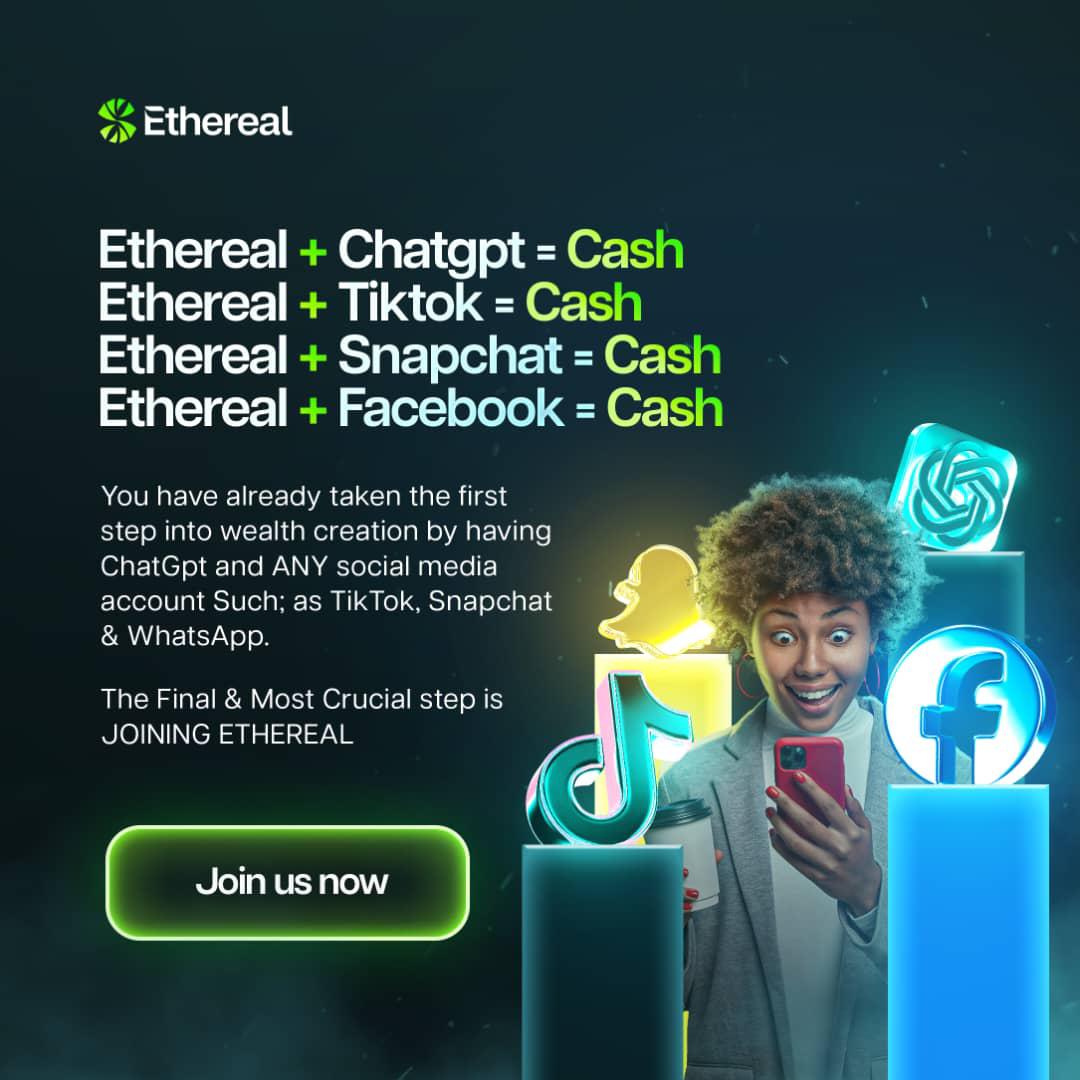 Ethereal
Ethereal + Chatgpt = Cash
Ethereal + Tiktok = Cash
Ethereal + Snapchat = Cash
Ethereal + Facebook = Cash
You have already taken the first
step into wealth creation by having
ChatGpt and ANY social media
account Such; as TikTok, Snapchat
& WhatsApp.
The Final & Most Crucial step is
JOINING ETHEREAL
Join us now